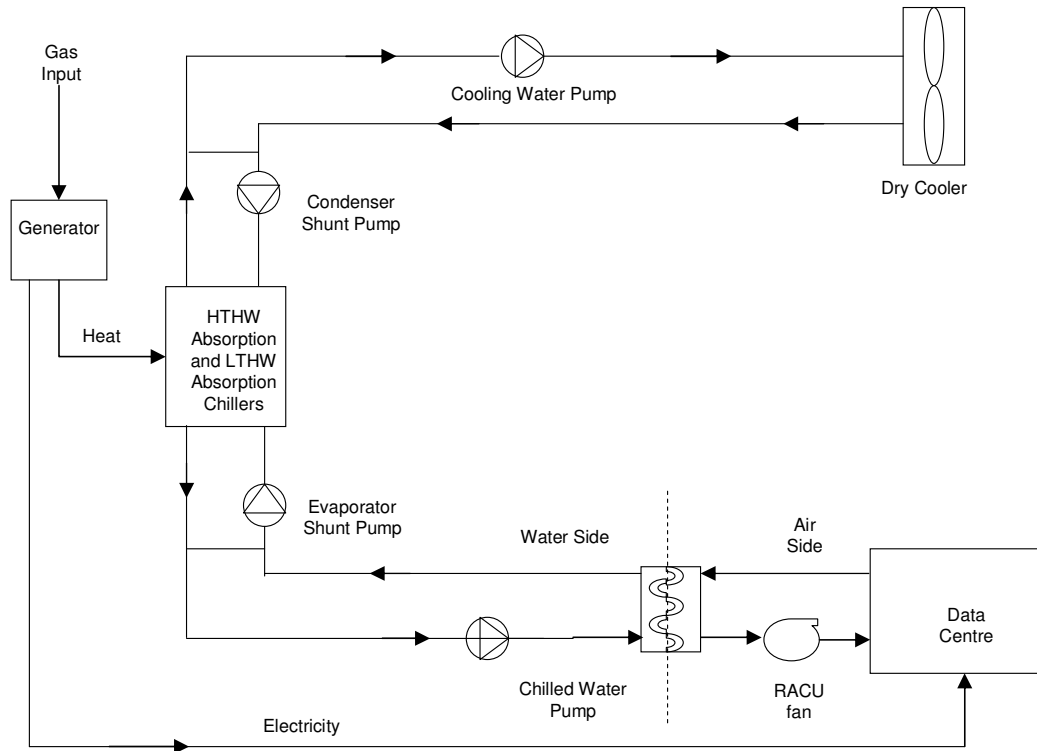 Gas
Input
Cooling Water Pump
Dry Cooler
Condenser
Shunt Pump
Generator
Heat
HTHW
Absorption
and LTHW
Absorption
Chillers
Evaporator
Shunt Pump
Water Side
Air
Side
Data
Centre
Chilled Water
Pump
RACU
fan
Electricity